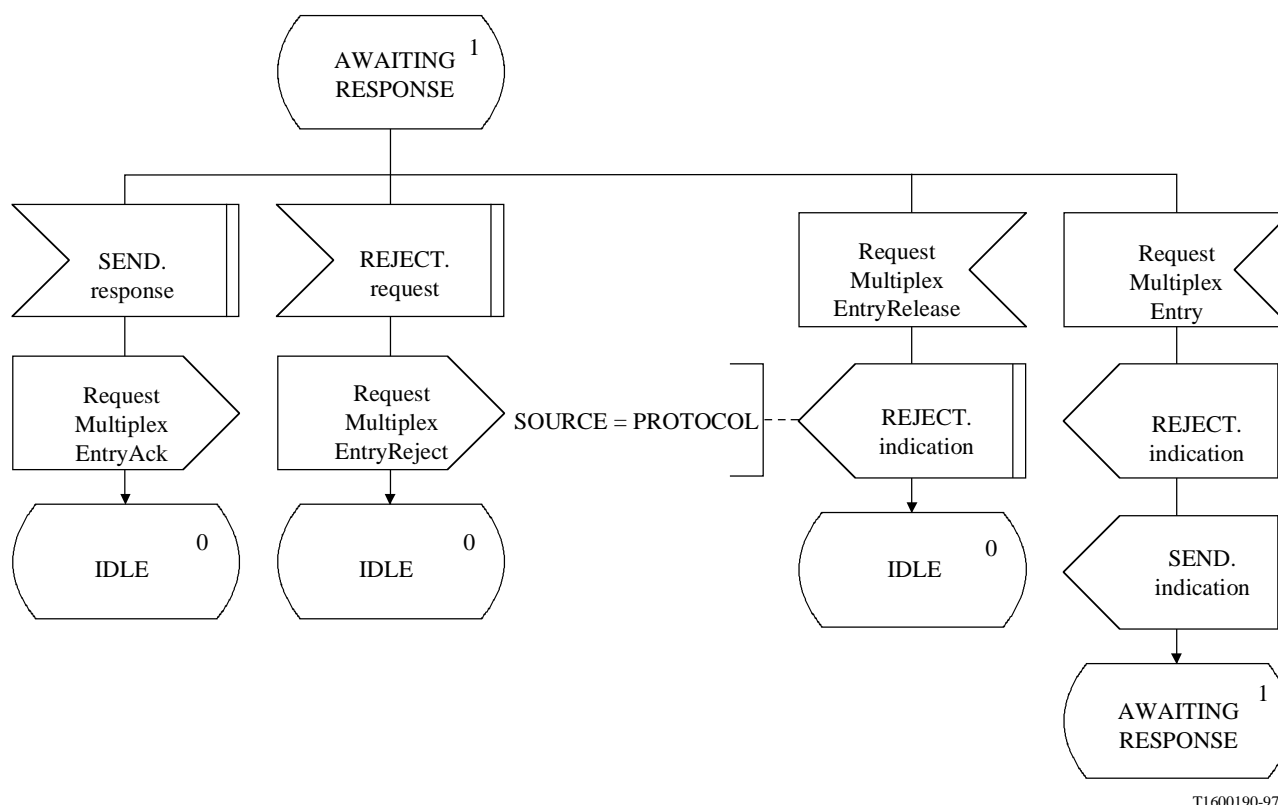 1
AWAITING
RESPONSE
SEND.
response
REJECT.
request
Request
Multiplex
EntryRelease
Request
Multiplex
Entry
Request
Multiplex
EntryAck
Request
Multiplex
EntryReject
SOURCE = PROTOCOL
REJECT.
indication
REJECT.
indication
0
IDLE
0
IDLE
0
IDLE
SEND.
indication
1
AWAITING
RESPONSE
T1600190-97